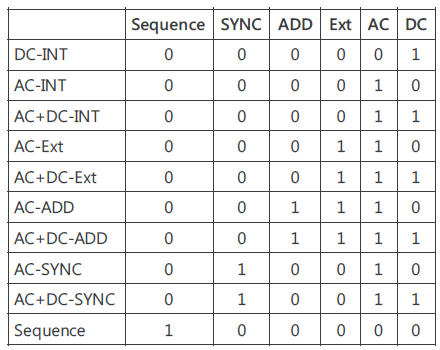 Sequence SYNC ADD Ext AC DC
DC-INT 0 0 0 0 0 1
AC-INT 0 0 0 0 1 0
AC+DC-INT 0 0 0 0 1 1
AC-Ext 0 0 0 1 1 0
AC+DC-Ext 0 0 0 1 1 1
AC-ADD 0 0 1 1 1 0
AC+DC-ADD 0 0 1 1 1 1
AC-SYNC 0 1 0 0 1 0
AC+DC-SYNC 0 1 0 0 1 1
Sequence 1 0 0 0 0 0